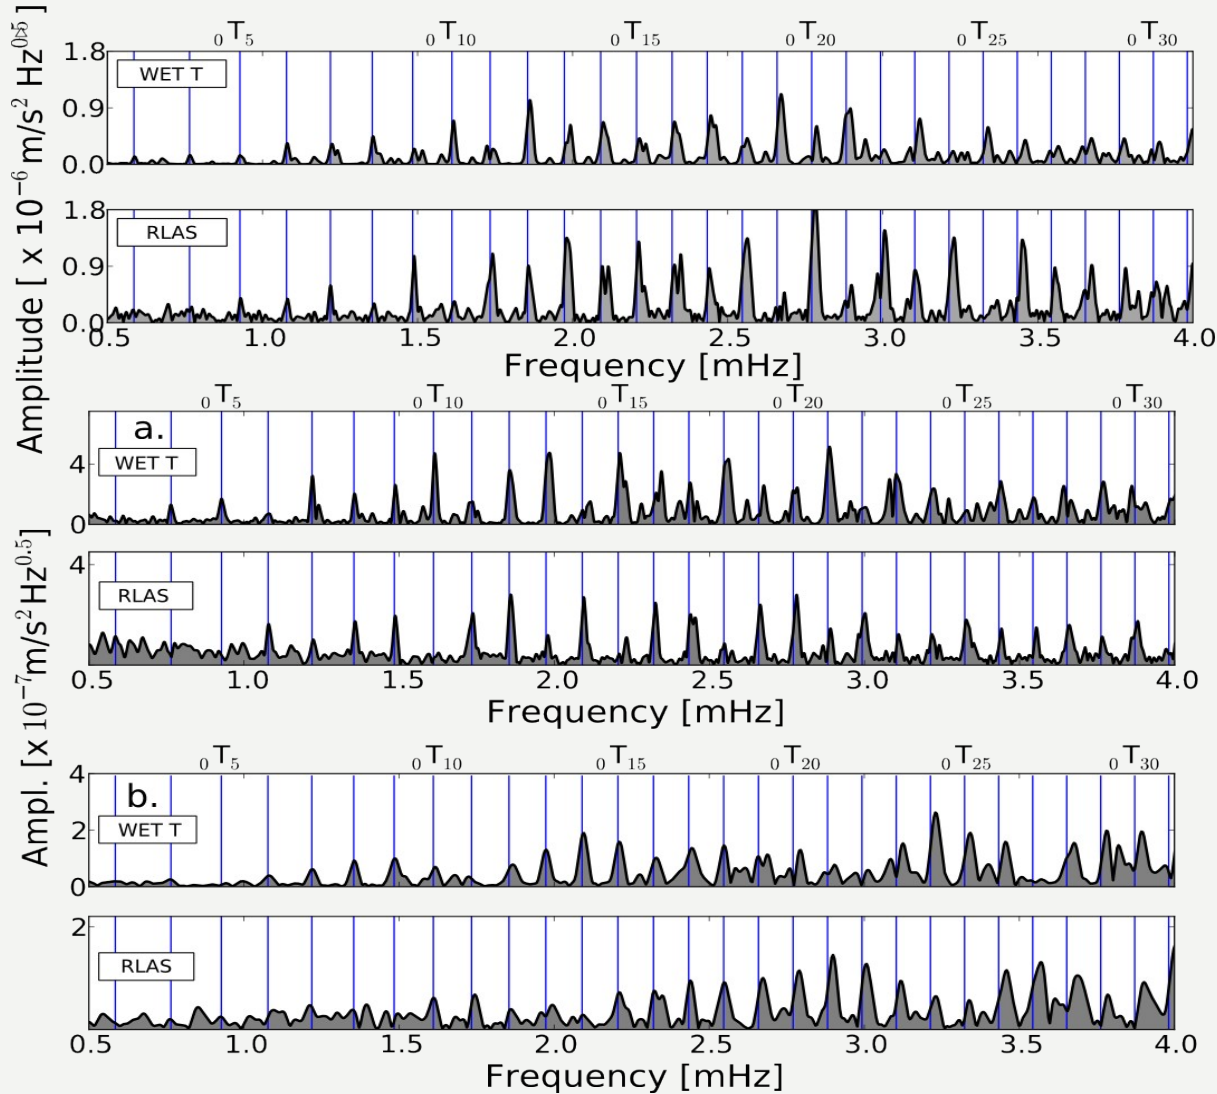 Amplitude [ x 10⁻⁶ m/s² Hz
₀T₅ ₀T₁₀ ₀T₁₅ ₀T₂₀ ₀T₂₅ ₀T₃₀
1.8
WET T
0.9
0.0
1.8
RLAS
0.9
0.0
0.5 1.0 1.5 2.0 2.5 3.0 3.5 4.0
Frequency [mHz]
Ampl. [x 10⁻⁷m/s²Hz⁰·⁵]
₀T₅ ₀T₁₀ ₀T₁₅ ₀T₂₀ ₀T₂₅ ₀T₃₀
a.
4
WET T
0
4
RLAS
0.5 1.0 1.5 2.0 2.5 3.0 3.5 4.0
Frequency [mHz]
₀T₅ ₀T₁₀ ₀T₁₅ ₀T₂₀ ₀T₂₅ ₀T₃₀
4
b.
WET T
2
0
2
RLAS
0.5 1.0 1.5 2.0 2.5 3.0 3.5 4.0
Frequency [mHz]